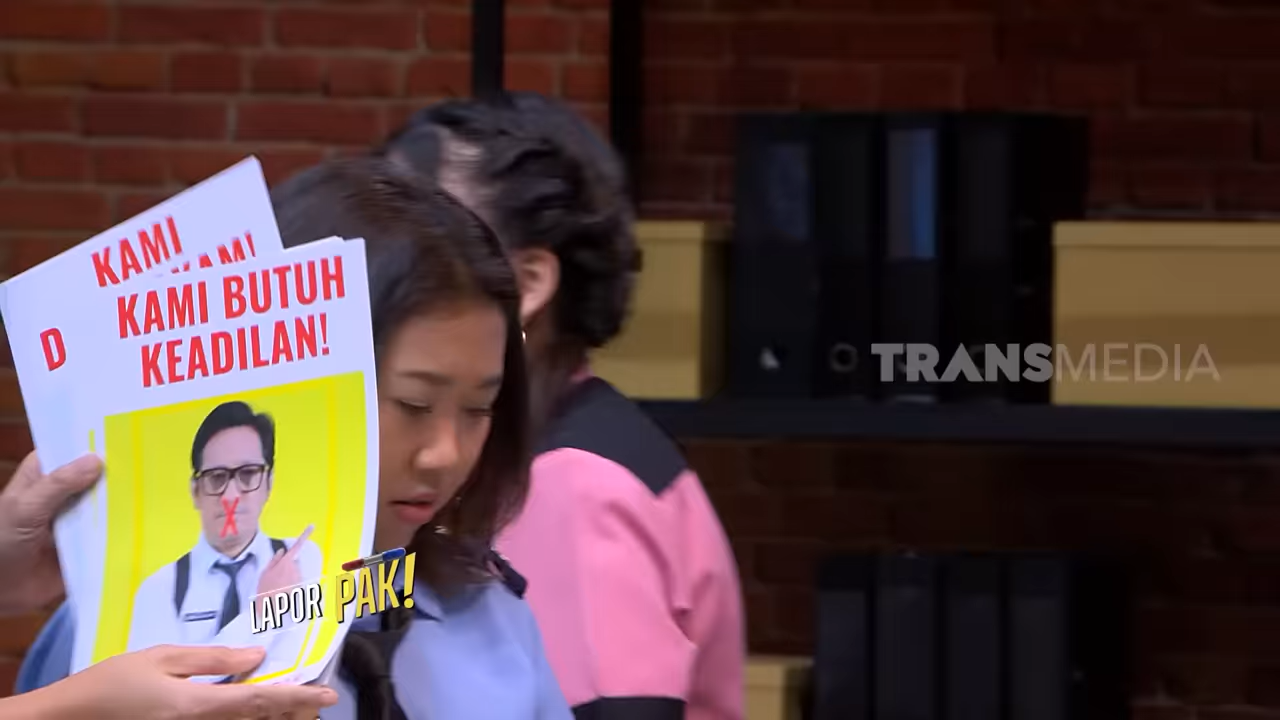 KAMI
D
KAMI BUTUH
KEADILAN!
X
LAPOR PAK!
TRANSMEDIA